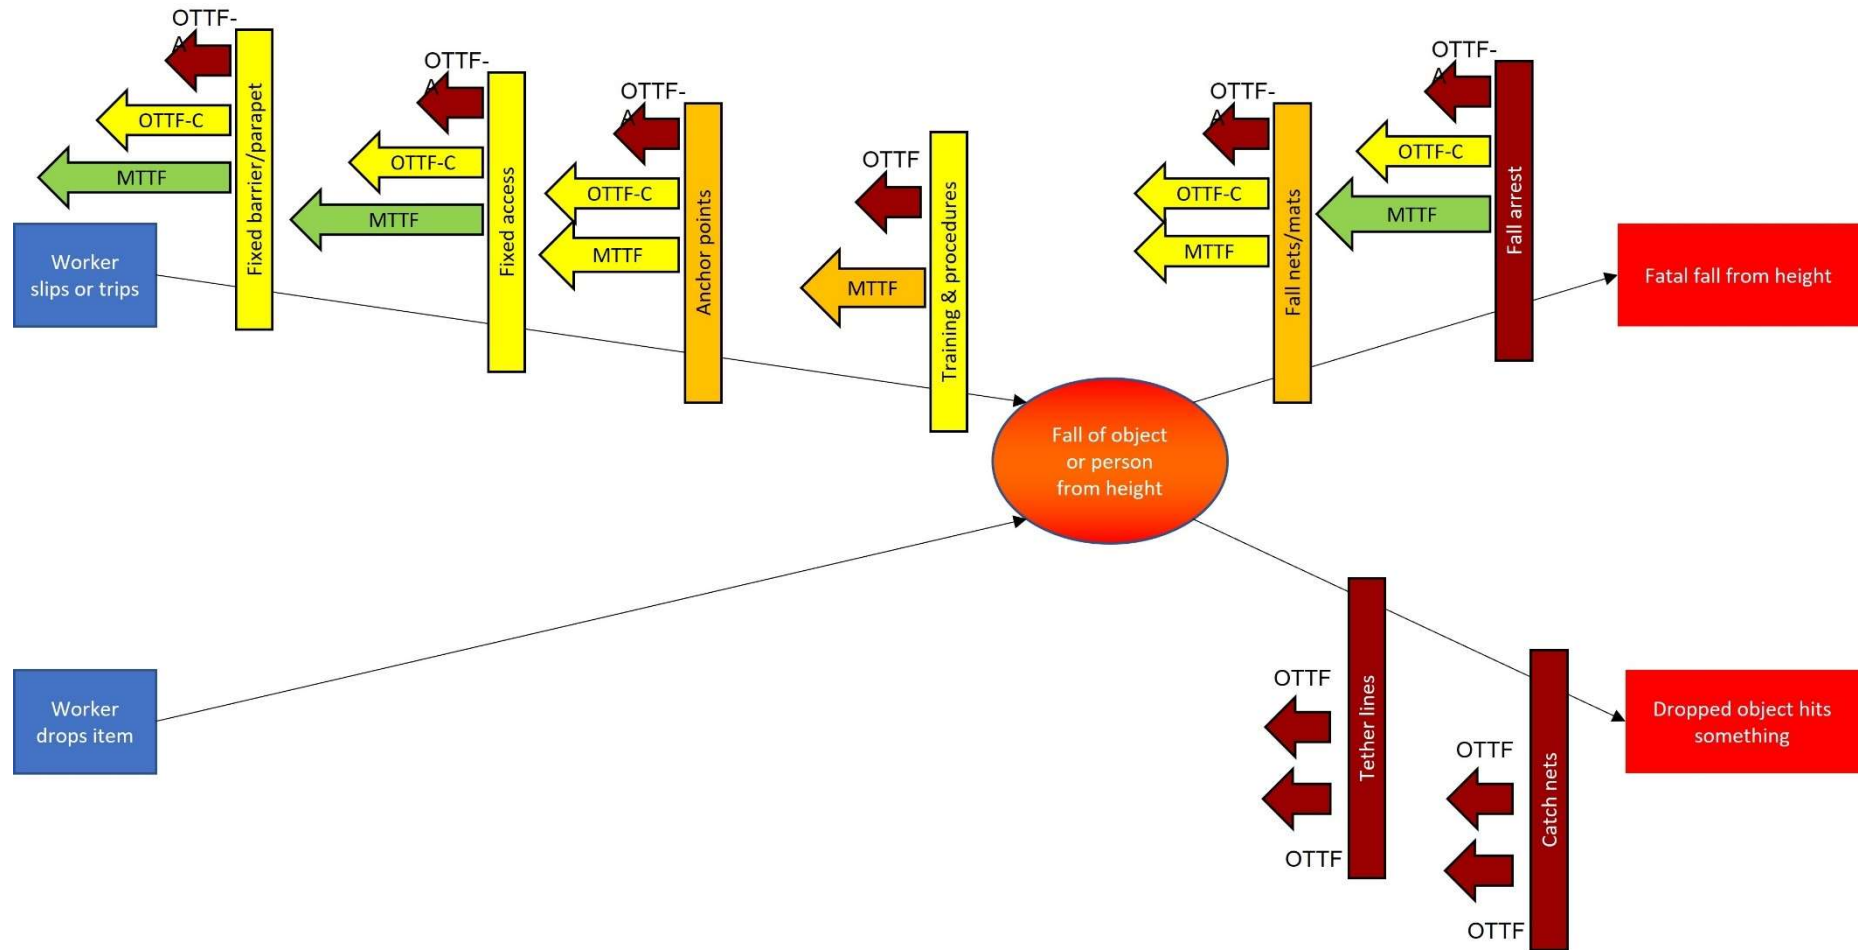 OTTF-
A
OTTF-C
MTTF
Fixed barrier/parapet
Worker
slips or trips
OTTF-
A
OTTF-C
MTTF
Fixed access
OTTF-
A
OTTF-C
MTTF
Anchor points
OTTF
MTTF
Training & procedures
OTTF-
A
OTTF-C
MTTF
Fall nets/mats
OTTF-
A
OTTF-C
MTTF
Fall arrest
Fatal fall from height
Fall of object
or person
from height
Worker
drops item
OTTF
OTTF
Tether lines
OTTF
OTTF
Catch nets
Dropped object hits
something